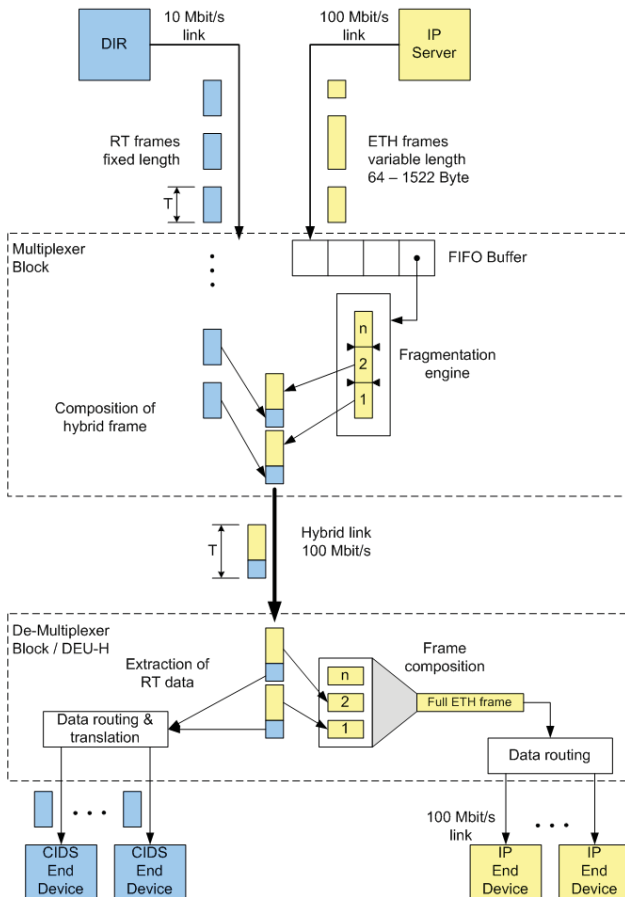 DIR
10 Mbit/s
link
100 Mbit/s
link
IP
Server
RT frames
fixed length
T
ETH frames
variable length
64 – 1522 Byte
Multiplexer
Block
FIFO Buffer
n
2
1
Fragmentation
engine
Composition of
hybrid frame
T
Hybrid link
100 Mbit/s
De-Multiplexer
Block / DEU-H
Extraction of
RT data
Frame
composition
n
2
1
Full ETH frame
Data routing &
translation
Data routing
100 Mbit/s
link
CIDS
End
Device
CIDS
End
Device
IP
End
Device
IP
End
Device